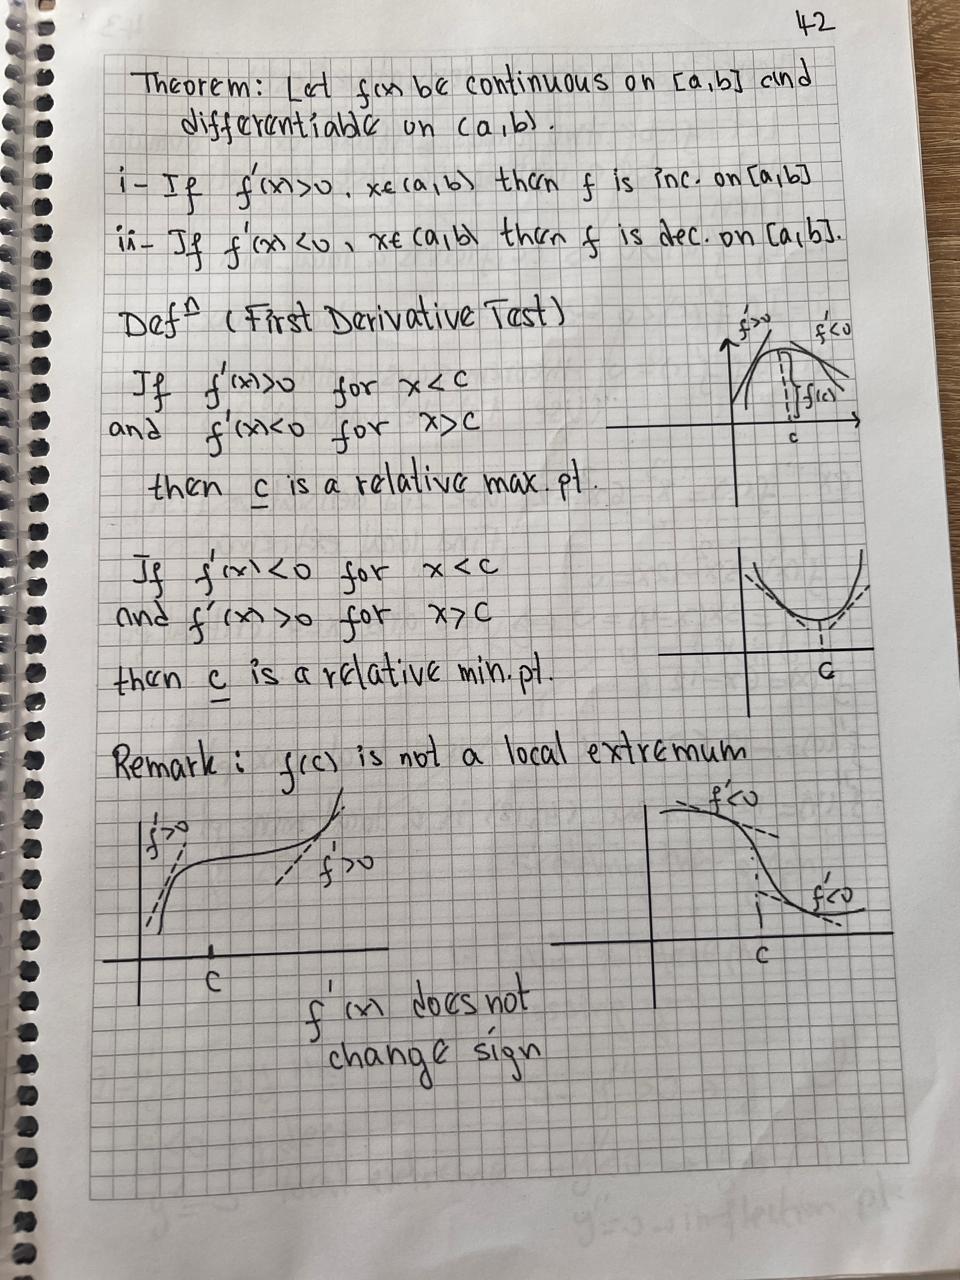 42
Theorem: Let f(x) be continuous on [a,b] and
differentiable on (a,b).
i- If f'(x)>0, x∈(a,b) then f is inc. on [a,b]
ii- If f'(x)<0, x∈(a,b) then f is dec. on [a,b].
Defⁿ (First Derivative Test)
f'>0 f'<0
If f'(x)>0 for x<c
and f'(x)<0 for x>c
f(c)
c
then c is a relative max. pt.
If f'(x)<0 for x<c
and f'(x)>0 for x>c
then c is a relative min. pt.
c
Remark: f(c) is not a local extremum
f'>0
f'>0
c
f'<0
f'<0
c
f'(x) does not
change sign